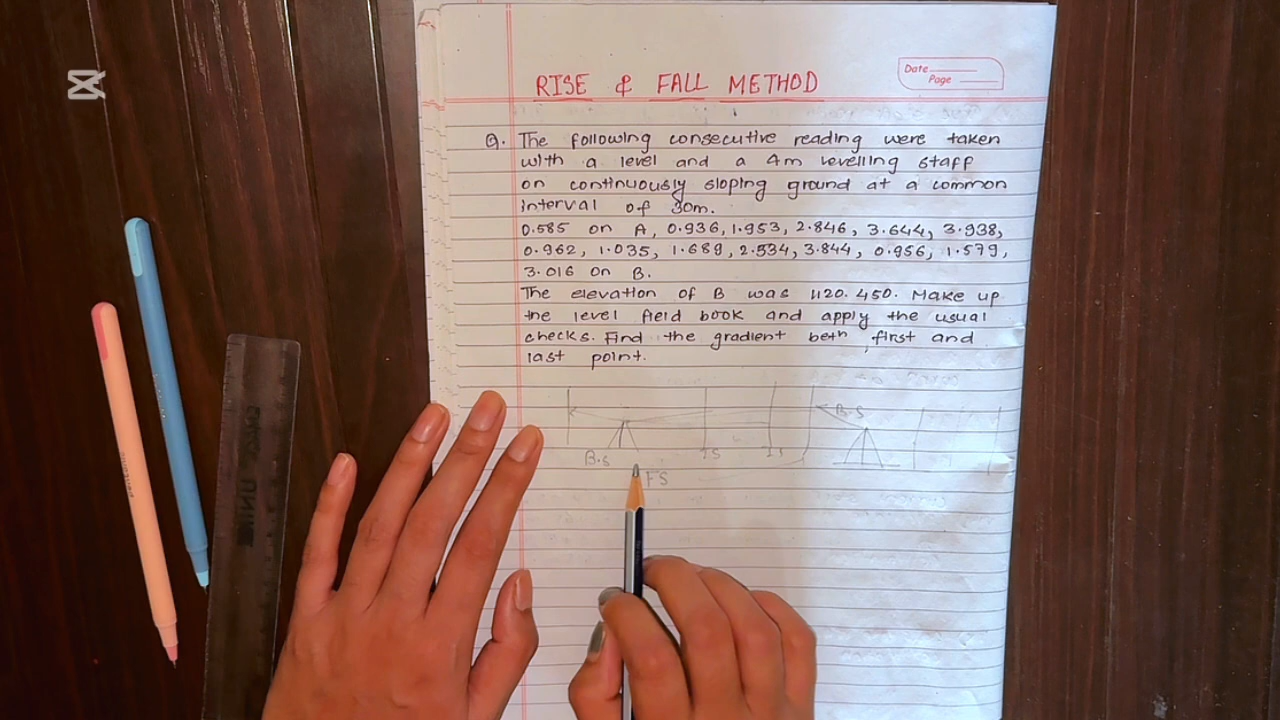 RISE & FALL METHOD
Date
Page
Q. The following consecutive reading were taken
with a level and a 4m levelling staff
on continuously sloping ground at a common
interval of 30m.
0.585 on A, 0.936, 1.953, 2.846, 3.644, 3.938,
0.962, 1.035, 1.689, 2.534, 3.844, 0.956, 1.579,
3.016 on B.
The elevation of B was 1120.450. Make up
the level field book and apply the usual
checks. Find the gradient beth first and
last point.
B.S
B.S
IS
IS
FS